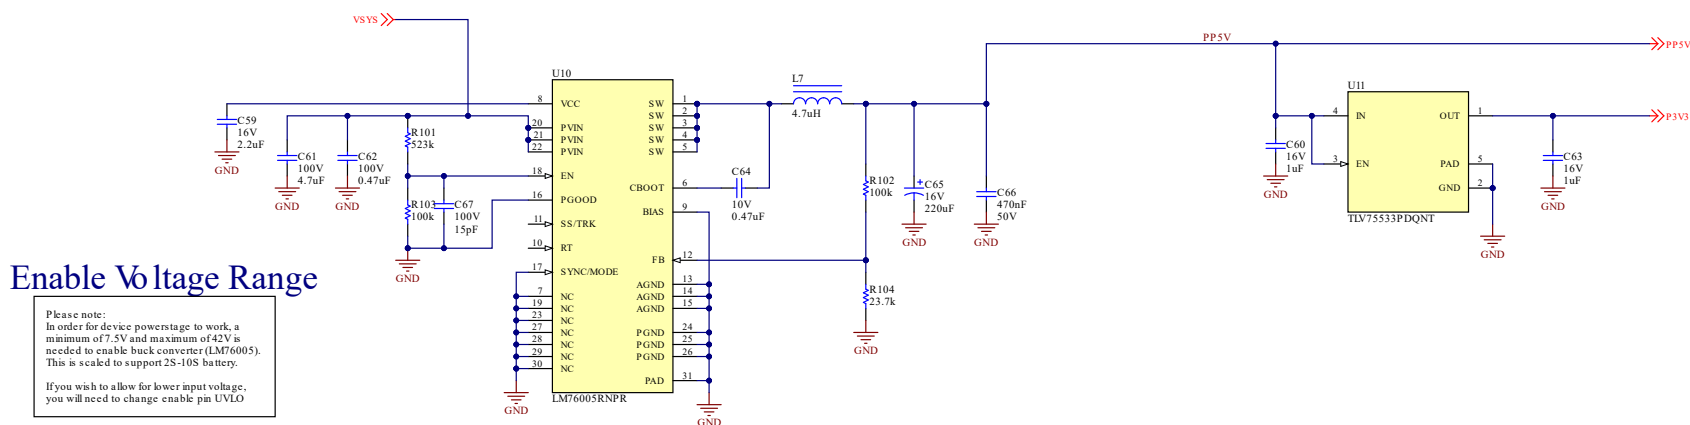 VSYS
PP5V
PP5V
U10
L7
4.7uH
U11
8
VCC
SW
1
SW
2
SW
3
SW
4
SW
5
C59
16V
2.2uF
20
PVIN
21
PVIN
22
PVIN
R101
523k
C61
100V
4.7uF
C62
100V
0.47uF
GND
GND
GND
18
EN
16
PGOOD
11
SS/TRK
10
RT
17
SYNC/MODE
R103
100k
C67
100V
15pF
GND
CBOOT
6
C64
10V
0.47uF
BIAS
9
FB
12
R102
100k
C65
16V
220uF
GND
C66
470nF
50V
GND
R104
23.7k
GND
7
NC
19
NC
23
NC
27
NC
28
NC
29
NC
30
NC
AGND
13
AGND
14
AGND
15
PGND
24
PGND
25
PGND
26
PAD
31
LM76005RNPR
GND
GND
4
IN
3
EN
OUT
1
PAD
5
GND
2
TLV75533PDQNT
P3V3
C60
16V
1uF
GND
C63
16V
1uF
GND
GND
Enable Voltage Range
Please note:
In order for device powerstage to work, a
minimum of 7.5V and maximum of 42V is
needed to enable buck converter (LM76005).
This is scaled to support 2S-10S battery.
If you wish to allow for lower input voltage,
you will need to change enable pin UVLO